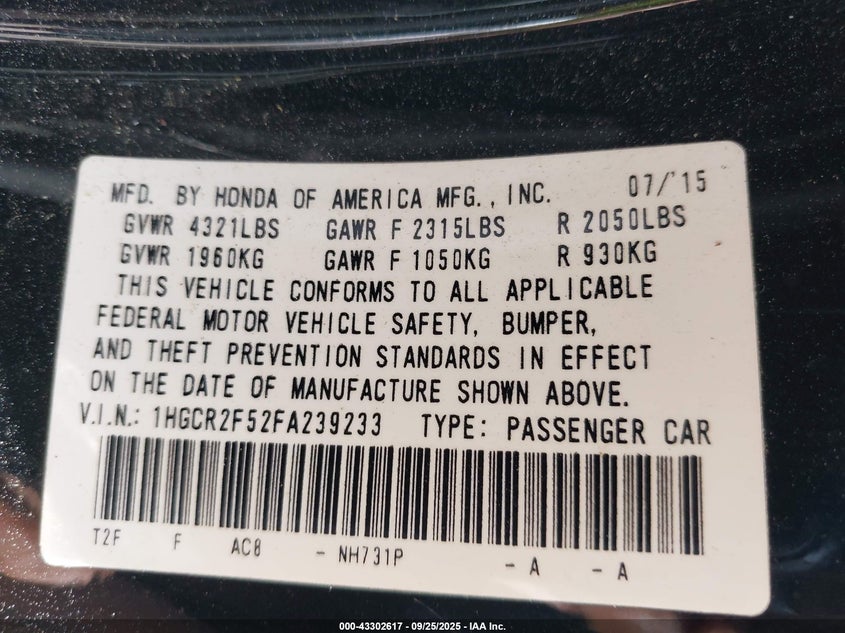 MFD. BY HONDA OF AMERICA MFG., INC. 07/'15
GVWR 4321LBS GAWR F 2315LBS R 2050LBS
GVWR 1960KG GAWR F 1050KG R 930KG
THIS VEHICLE CONFORMS TO ALL APPLICABLE
FEDERAL MOTOR VEHICLE SAFETY, BUMPER,
AND THEFT PREVENTION STANDARDS IN EFFECT
ON THE DATE OF MANUFACTURE SHOWN ABOVE.
V.I.N.: 1HGCR2F52FA239233 TYPE: PASSENGER CAR
T2F F AC8 - NH731P - A - A
000-43302617 - 09/25/2025 - IAA Inc.